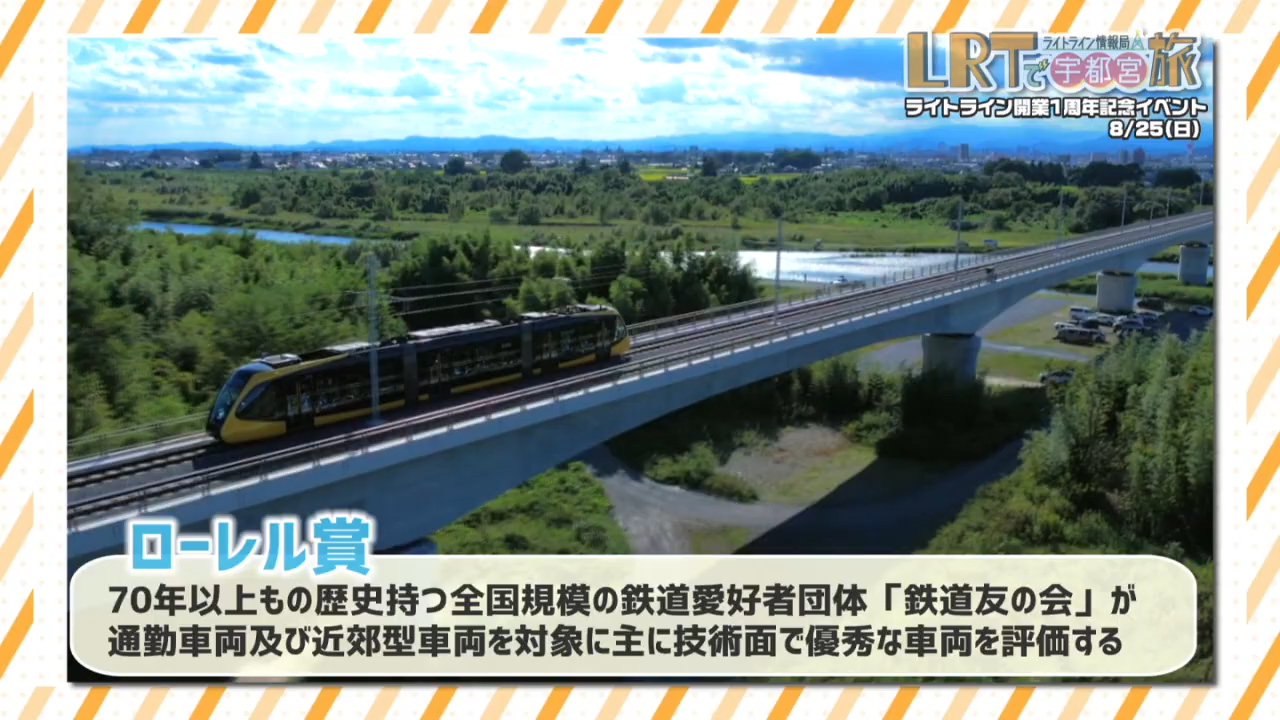 ライトライン情報局
LRTで宇都宮旅
ライトライン開業1周年記念イベント
8/25(日)
ローレル賞
70年以上もの歴史持つ全国規模の鉄道愛好者団体「鉄道友の会」が
通勤車両及び近郊型車両を対象に主に技術面で優秀な車両を評価する